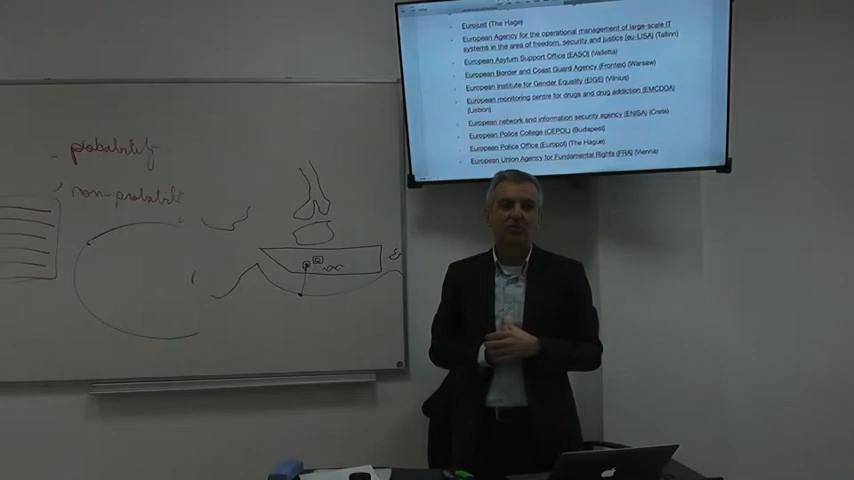 Eurojust (The Hage)
European Agency for the operational management of large-scale IT
systems in the area of freedom, security and justice (eu-LISA) (Tallinn)
European Asylum Support Office (EASO) (Valletta)
European Border and Coast Guard Agency (Frontex) (Warsaw)
European Institute for Gender Equality (EIGE) (Vilnius)
European monitoring centre for drugs and drug addiction (EMCDDA)
(Lisbon)
European network and information security agency (ENISA) (Crete)
European Police College (CEPOL) (Budapest)
European Police Office (Europol) (The Hague)
European Union Agency for Fundamental Rights (FRA) (Vienna)
probability
non-probabilit